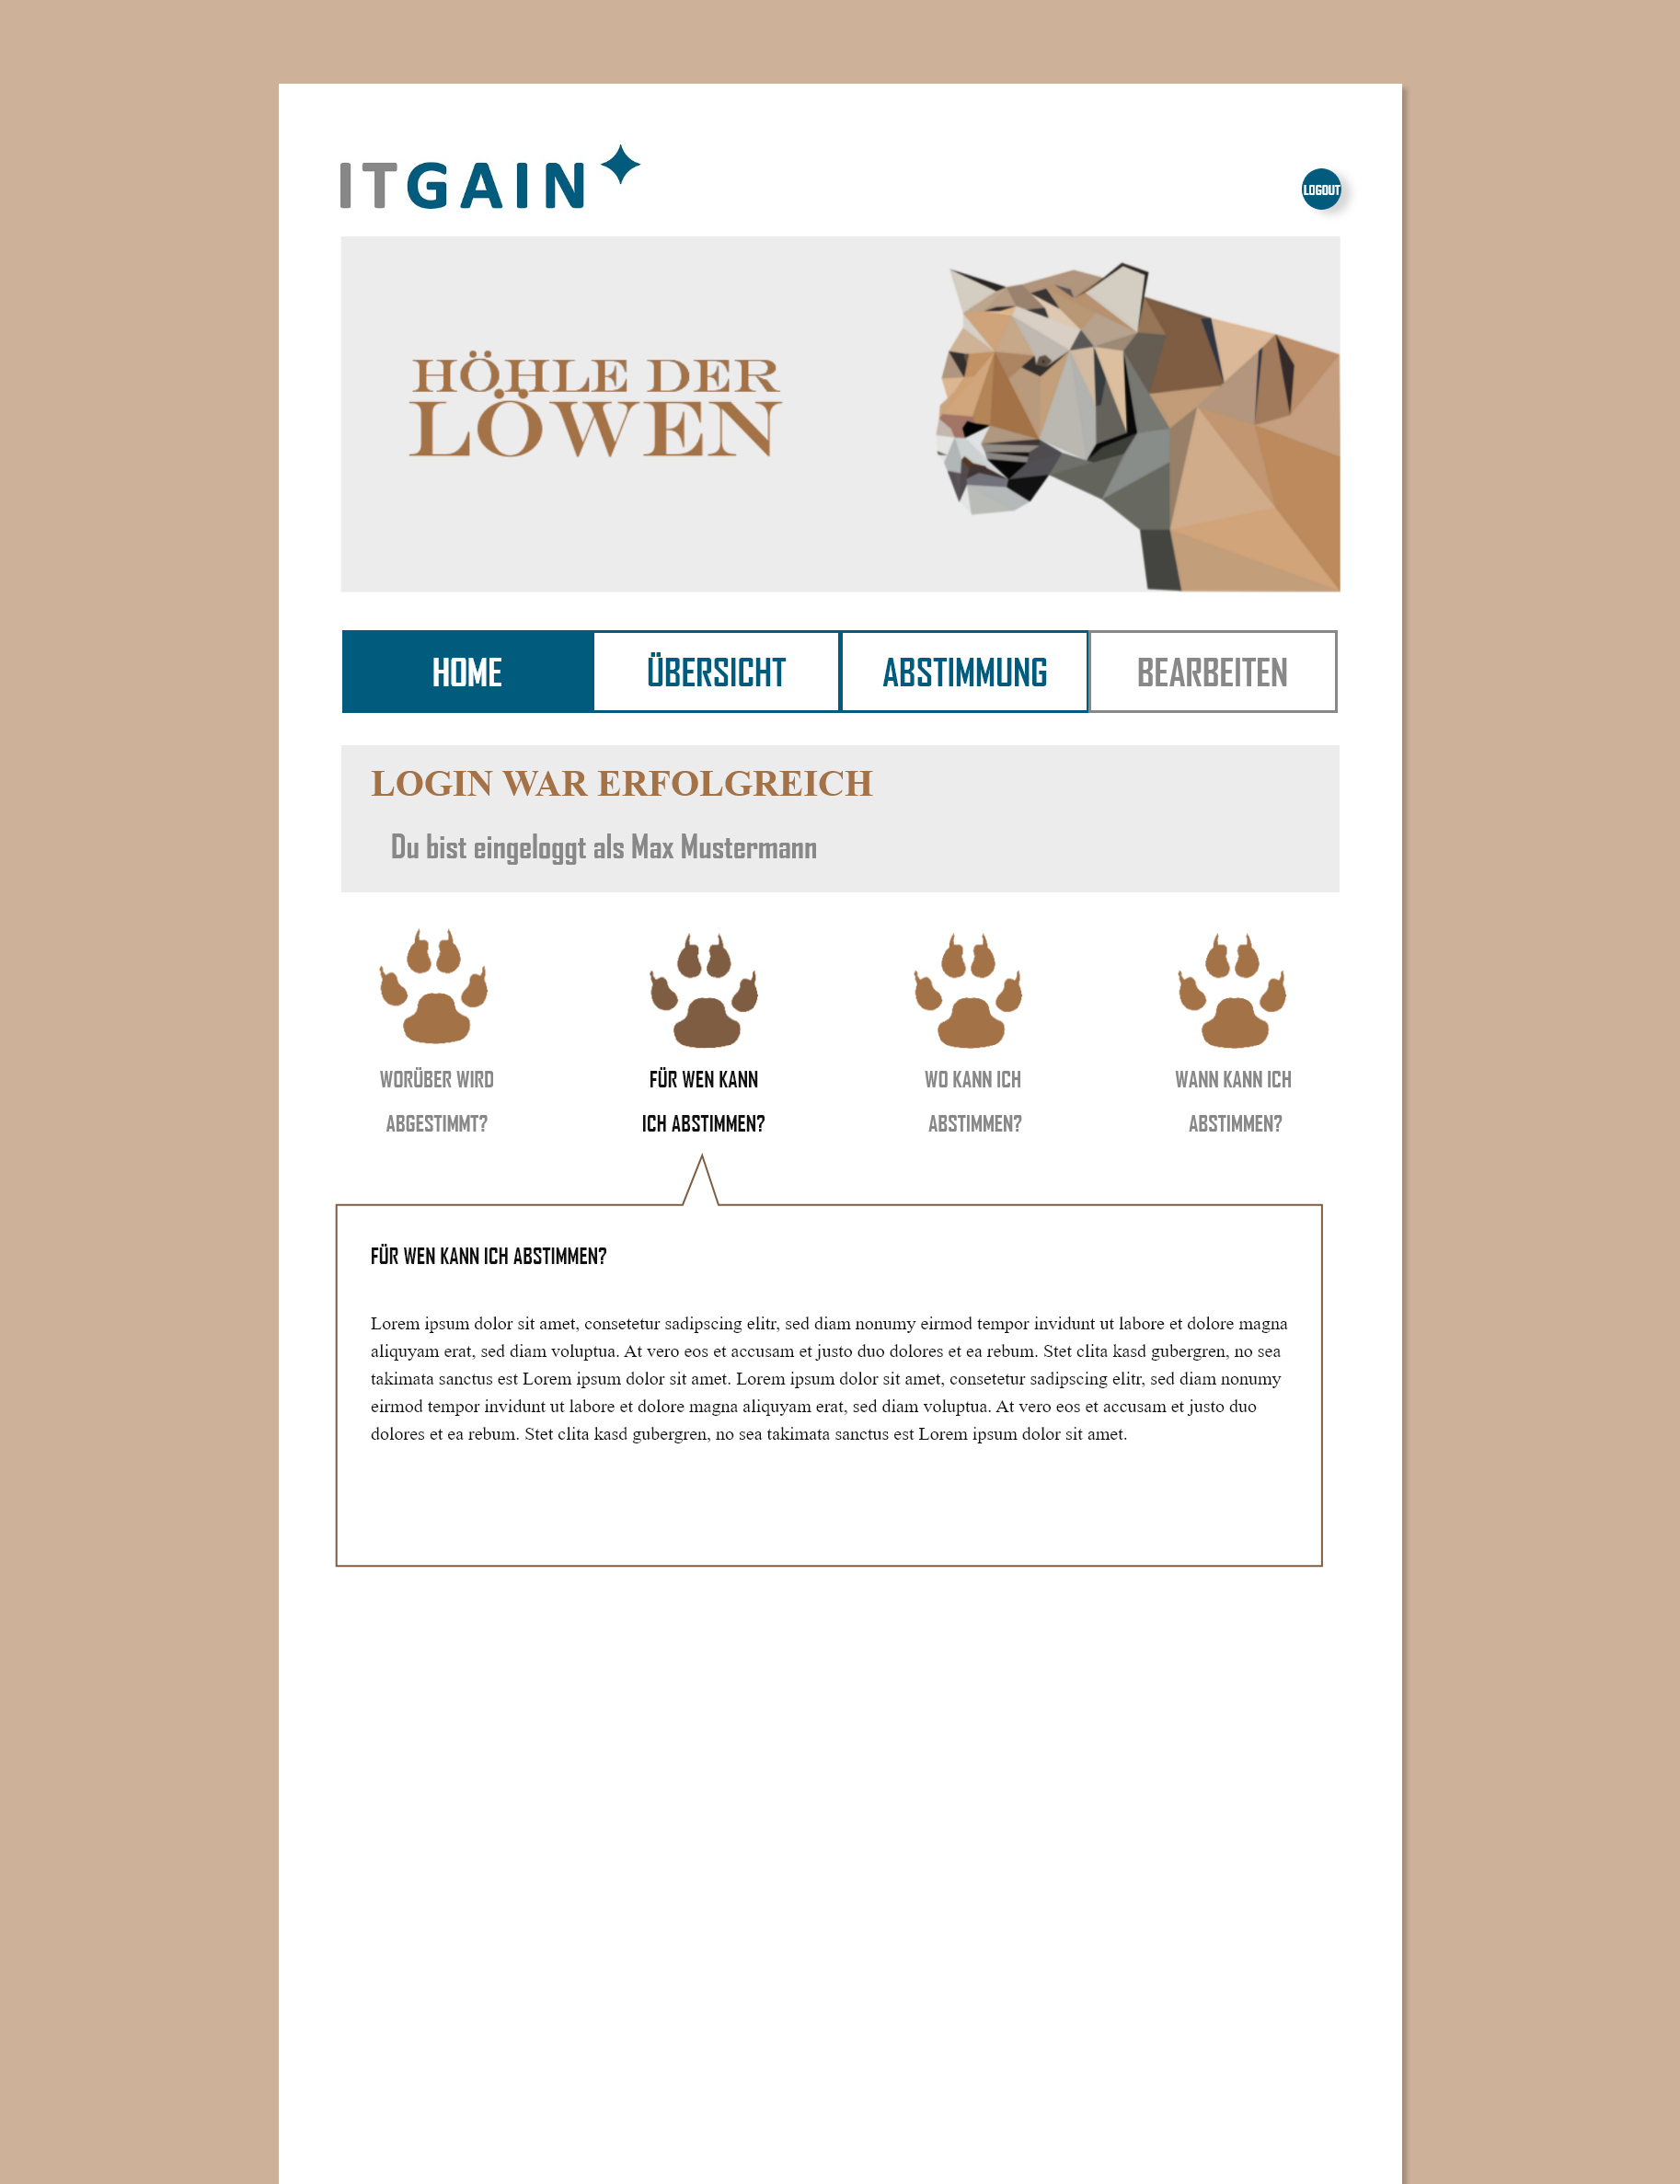 ITGAIN
LOGOUT
HÖHLE DER
LÖWEN
HOME
ÜBERSICHT
ABSTIMMUNG
BEARBEITEN
LOGIN WAR ERFOLGREICH
Du bist eingeloggt als Max Mustermann
WORÜBER WIRD
ABGESTIMMT?
FÜR WEN KANN
ICH ABSTIMMEN?
WO KANN ICH
ABSTIMMEN?
WANN KANN ICH
ABSTIMMEN?
FÜR WEN KANN ICH ABSTIMMEN?
Lorem ipsum dolor sit amet, consetetur sadipscing elitr, sed diam nonumy eirmod tempor invidunt ut labore et dolore magna
aliquyam erat, sed diam voluptua. At vero eos et accusam et justo duo dolores et ea rebum. Stet clita kasd gubergren, no sea
takimata sanctus est Lorem ipsum dolor sit amet. Lorem ipsum dolor sit amet, consetetur sadipscing elitr, sed diam nonumy
eirmod tempor invidunt ut labore et dolore magna aliquyam erat, sed diam voluptua. At vero eos et accusam et justo duo
dolores et ea rebum. Stet clita kasd gubergren, no sea takimata sanctus est Lorem ipsum dolor sit amet.